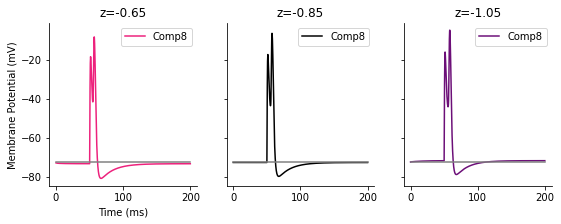 z=-0.65
z=-0.85
z=-1.05
Comp8
Comp8
Comp8
Membrane Potential (mV)
−20
−40
−60
−80
0
100
200
0
100
200
0
100
200
Time (ms)